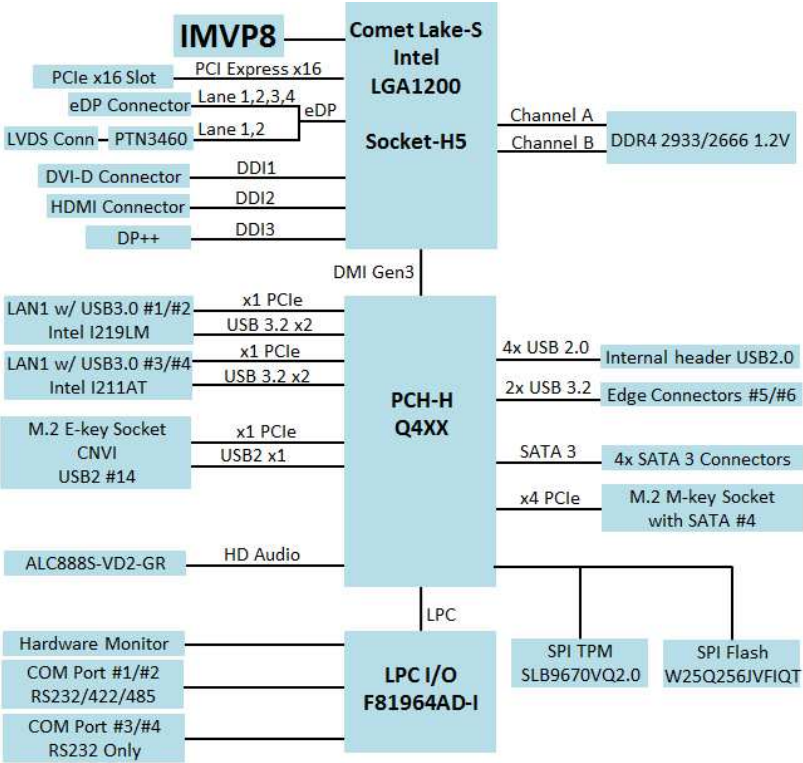 IMVP8
Comet Lake-S
Intel
LGA1200
Socket-H5
PCIe x16 Slot
PCI Express x16
eDP Connector
Lane 1,2,3,4
eDP
LVDS Conn
PTN3460
Lane 1,2
DVI-D Connector
DDI1
HDMI Connector
DDI2
DP++
DDI3
Channel A
Channel B
DDR4 2933/2666 1.2V
DMI Gen3
LAN1 w/ USB3.0 #1/#2
Intel I219LM
x1 PCIe
USB 3.2 x2
LAN1 w/ USB3.0 #3/#4
Intel I211AT
x1 PCIe
USB 3.2 x2
M.2 E-key Socket
CNVI
USB2 #14
x1 PCIe
USB2 x1
ALC888S-VD2-GR
HD Audio
PCH-H
Q4XX
4x USB 2.0
Internal header USB2.0
2x USB 3.2
Edge Connectors #5/#6
SATA 3
4x SATA 3 Connectors
x4 PCIe
M.2 M-key Socket
with SATA #4
LPC
SPI TPM
SLB9670VQ2.0
SPI Flash
W25Q256JVFIQT
Hardware Monitor
COM Port #1/#2
RS232/422/485
COM Port #3/#4
RS232 Only
LPC I/O
F81964AD-I